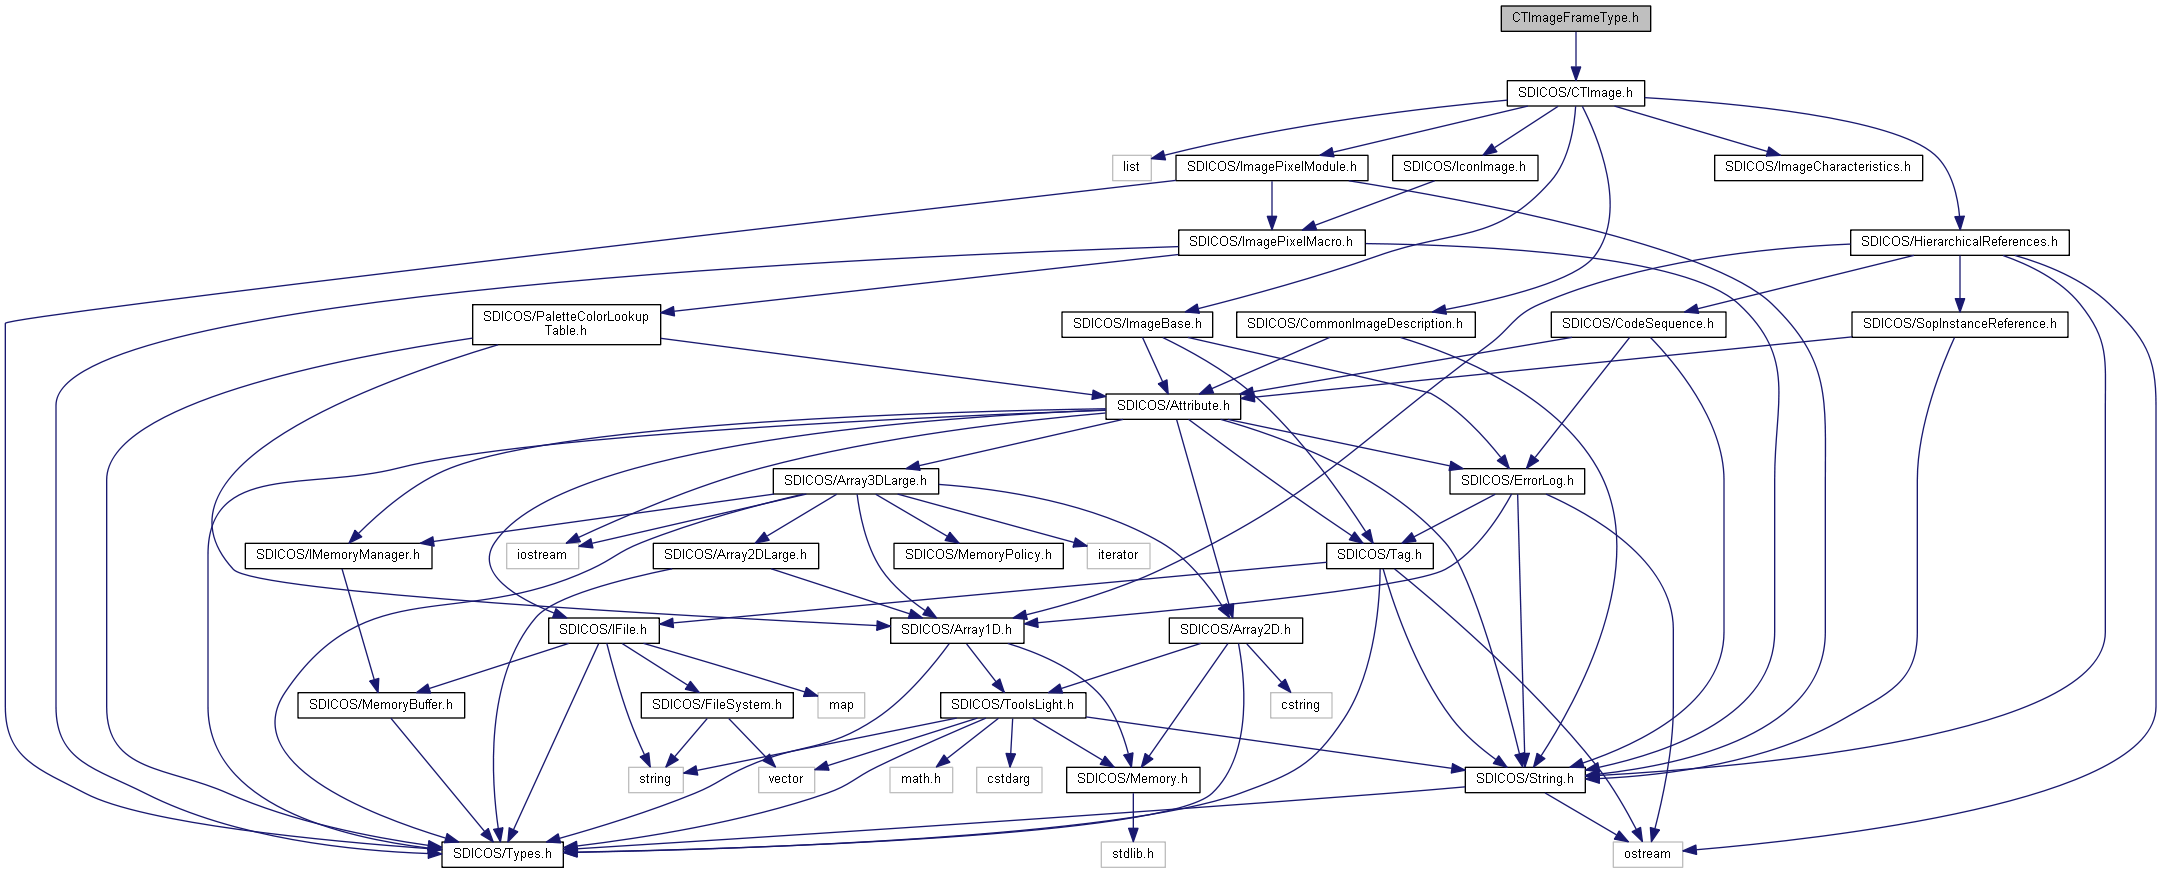 CTImageFrameType.h
SDICOS/CTImage.h
list
SDICOS/ImagePixelModule.h
SDICOS/IconImage.h
SDICOS/ImageCharacteristics.h
SDICOS/ImagePixelMacro.h
SDICOS/HierarchicalReferences.h
SDICOS/PaletteColorLookup
Table.h
SDICOS/ImageBase.h
SDICOS/CommonImageDescription.h
SDICOS/CodeSequence.h
SDICOS/SopInstanceReference.h
SDICOS/Attribute.h
SDICOS/Array3DLarge.h
SDICOS/ErrorLog.h
SDICOS/IMemoryManager.h
iostream
SDICOS/Array2DLarge.h
SDICOS/MemoryPolicy.h
iterator
SDICOS/Tag.h
SDICOS/IFile.h
SDICOS/Array1D.h
SDICOS/Array2D.h
SDICOS/MemoryBuffer.h
SDICOS/FileSystem.h
map
SDICOS/ToolsLight.h
cstring
string
vector
math.h
cstdarg
SDICOS/Memory.h
SDICOS/String.h
SDICOS/Types.h
stdlib.h
ostream